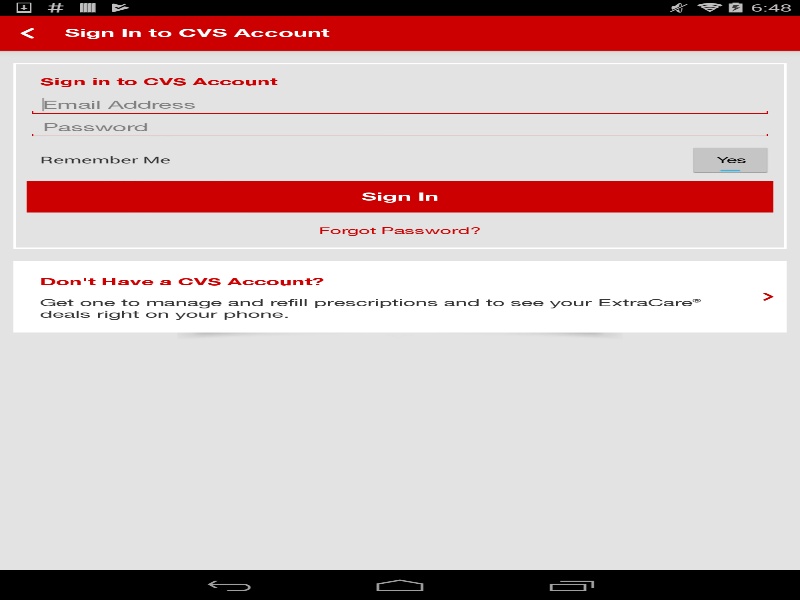 6:48
Sign In to CVS Account
Sign in to CVS Account
Email Address
Password
Remember Me
Yes
Sign In
Forgot Password?
Don't Have a CVS Account?
Get one to manage and refill prescriptions and to see your ExtraCare®
deals right on your phone.